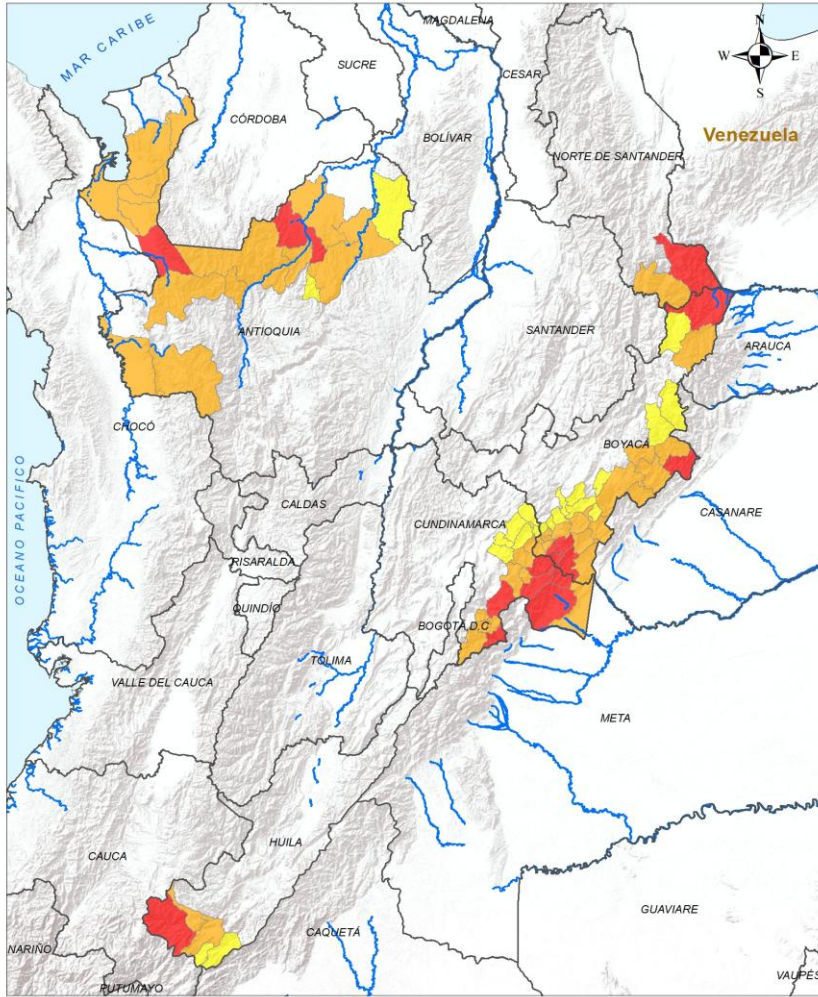 MAR CARIBE
MAGDALENA
SUCRE
CESAR
N
W E
S
CÓRDOBA
BOLÍVAR
Venezuela
NORTE DE SANTANDER
ANTIOQUIA
SANTANDER
ARAUCA
CHOCÓ
BOYACÁ
OCEANO PACIFICO
CALDAS
CUNDINAMARCA
CASANARE
RISARALDA
QUINDÍO
BOGOTÁ, D.C
TOLIMA
VALLE DEL CAUCA
META
HUILA
CAUCA
GUAVIARE
CAQUETÁ
NARIÑO
PUTUMAYO
VAUPÉS